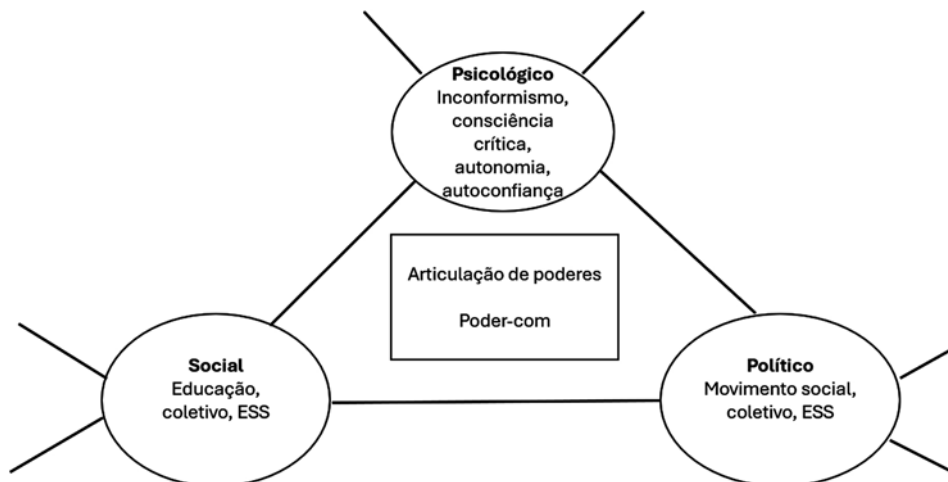 Psicológico
Inconformismo,
consciência
crítica,
autonomia,
autoconfiança
Articulação de poderes
Poder-com
Social
Educação,
coletivo, ESS
Político
Movimento social,
coletivo, ESS